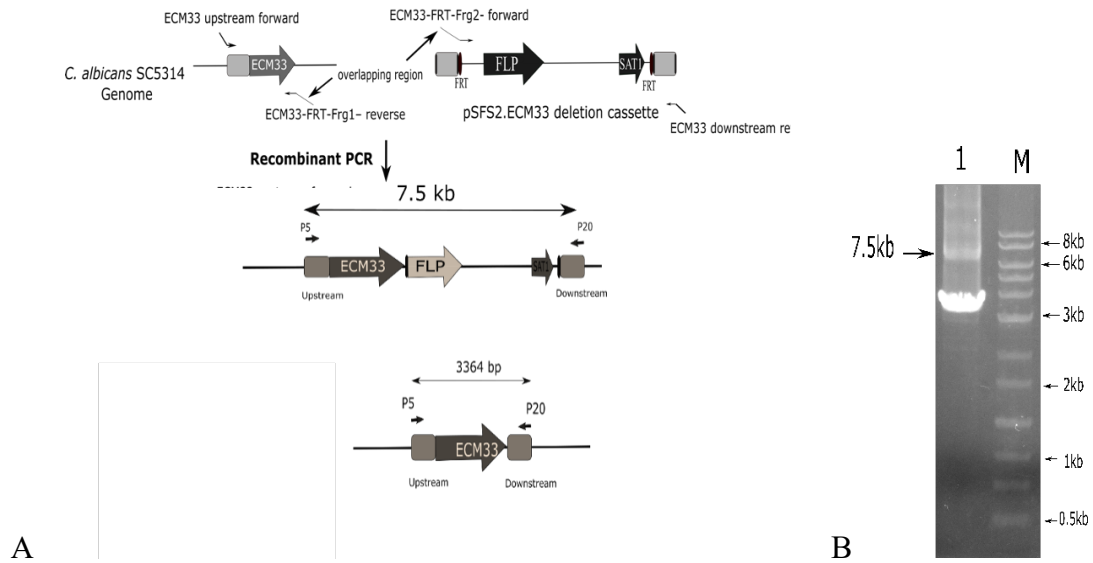 ECM33 upstream forward
ECM33-FRT-Frg2- forward
ECM33
FLP
SAT1
C. albicans SC5314
Genome
overlapping region
FRT
FRT
ECM33-FRT-Frg1– reverse
pSFS2.ECM33 deletion cassette
ECM33 downstream re
Recombinant PCR
7.5 kb
P5
P20
ECM33
FLP
SAT1
Upstream
Downstream
3364 bp
P5
P20
ECM33
Upstream
Downstream
A
1
M
7.5kb
8kb
6kb
3kb
2kb
1kb
0.5kb
B